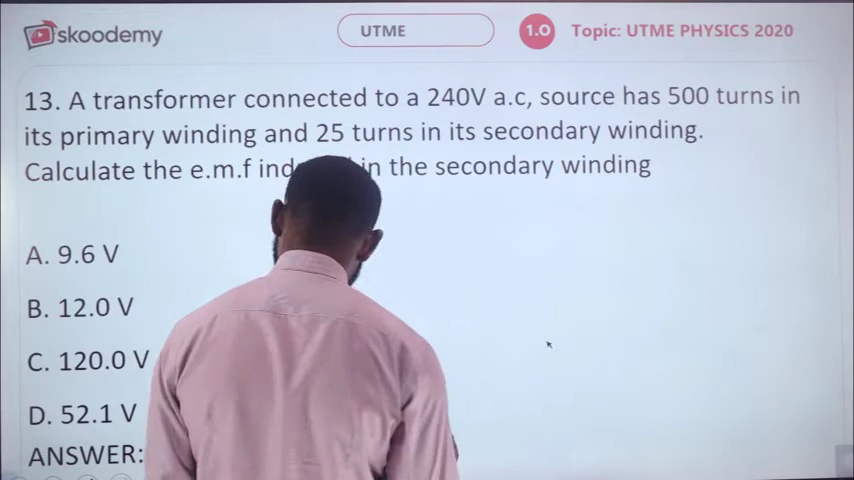 skoodemy
UTME
1.0
Topic: UTME PHYSICS 2020
13. A transformer connected to a 240V a.c, source has 500 turns in
its primary winding and 25 turns in its secondary winding.
Calculate the e.m.f in the secondary winding
A. 9.6 V
B. 12.0 V
C. 120.0 V
D. 52.1 V
ANSWER: